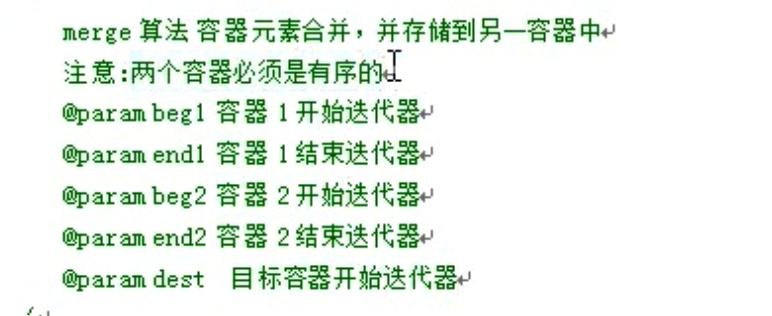 merge 算法 容器元素合并，并存储到另一容器中
注意:两个容器必须是有序的
@param beg1 容器 1 开始迭代器
@param end1 容器 1 结束迭代器
@param beg2 容器 2 开始迭代器
@param end2 容器 2 结束迭代器
@param dest  目标容器开始迭代器